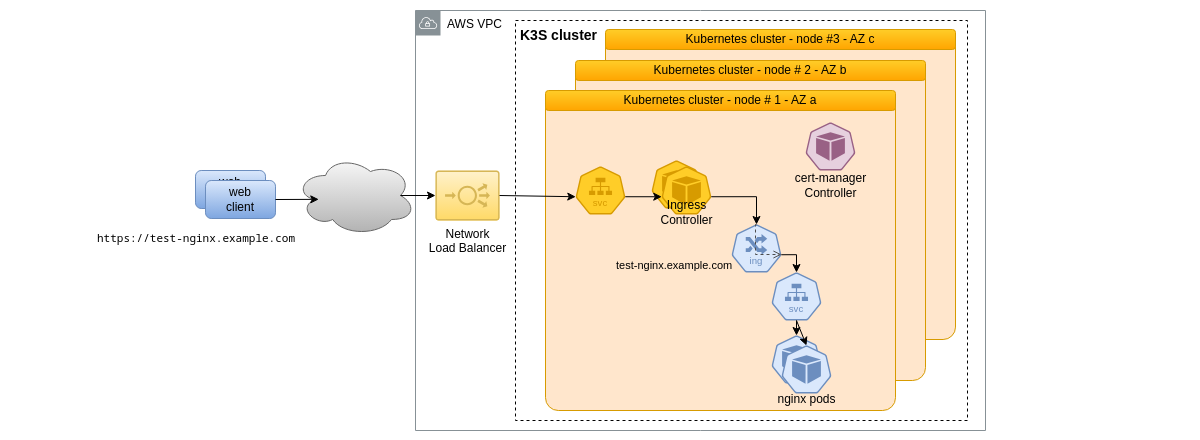 AWS VPC
K3S cluster
Kubernetes cluster - node #3 - AZ c
Kubernetes cluster - node # 2 - AZ b
Kubernetes cluster - node # 1 - AZ a
cert-manager
Controller
web
web
client
https://test-nginx.example.com
Network
Load Balancer
svc
Ingress
Controller
test-nginx.example.com
ing
svc
nginx pods